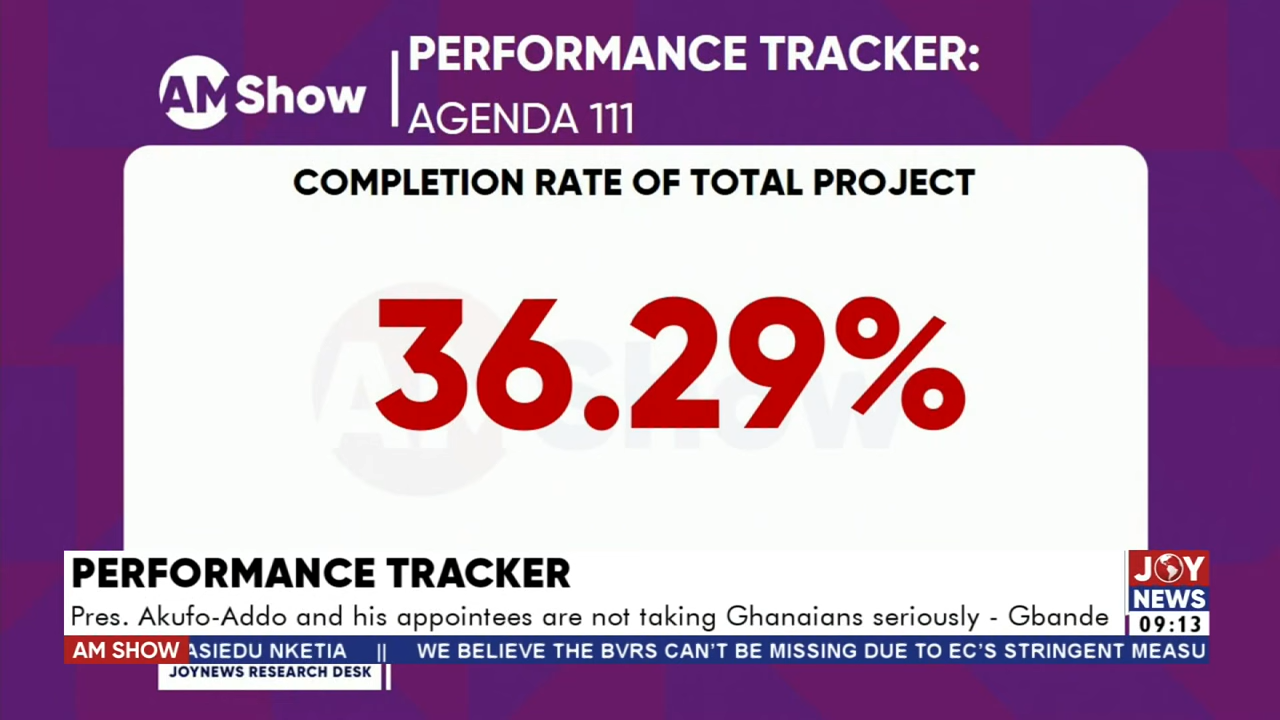 AM Show
PERFORMANCE TRACKER:
AGENDA 111
COMPLETION RATE OF TOTAL PROJECT
AM Show
36.29%
PERFORMANCE TRACKER
Pres. Akufo-Addo and his appointees are not taking Ghanaians seriously - Gbande
JOY
NEWS
09:13
AM SHOW
ASIEDU NKETIA || WE BELIEVE THE BVRS CAN'T BE MISSING DUE TO EC'S STRINGENT MEASU
JOYNEWS RESEARCH DESK